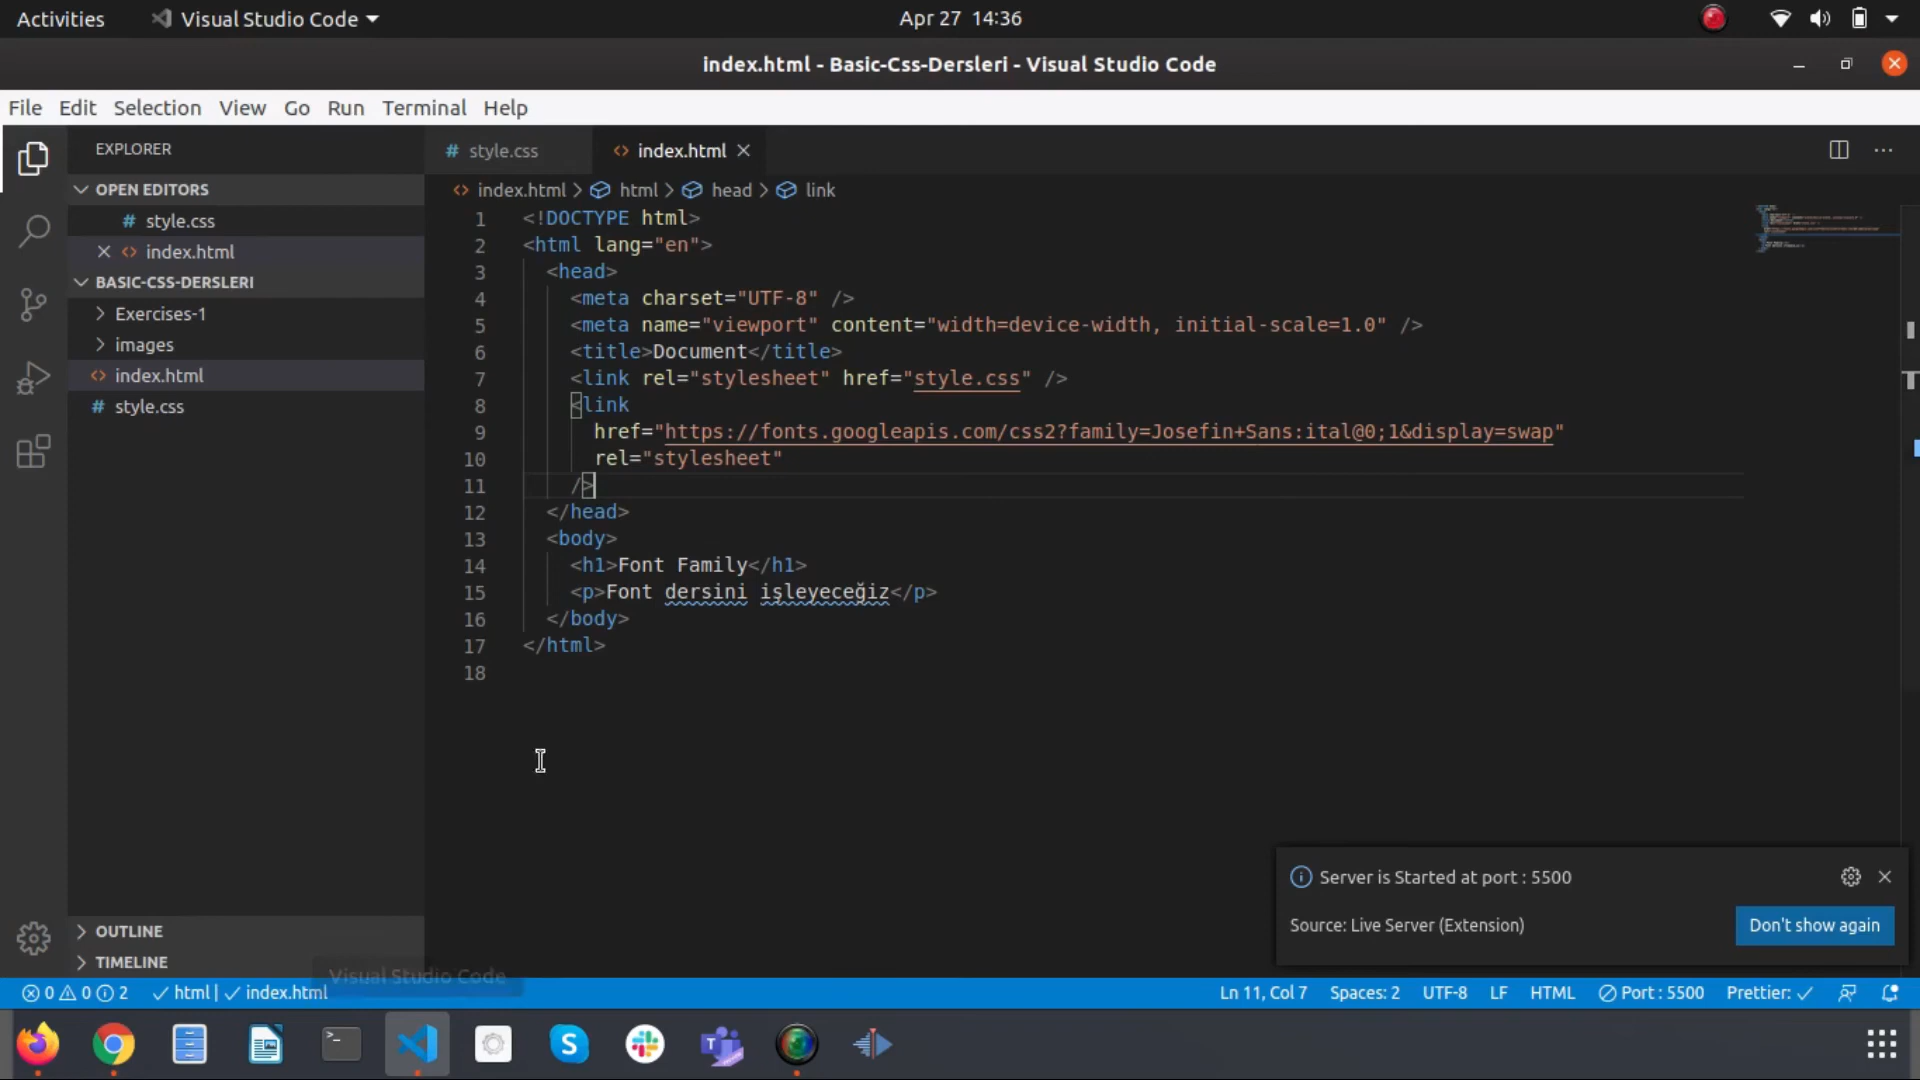 Activities Visual Studio Code Apr 27 14:36
index.html - Basic-Css-Dersleri - Visual Studio Code
File Edit Selection View Go Run Terminal Help
EXPLORER
OPEN EDITORS
# style.css
index.html
BASIC-CSS-DERSLERI
Exercises-1
images
index.html
# style.css
OUTLINE
TIMELINE
# style.css index.html
index.html > html > head > link
1 <!DOCTYPE html>
2 <html lang="en">
3 <head>
4 <meta charset="UTF-8" />
5 <meta name="viewport" content="width=device-width, initial-scale=1.0" />
6 <title>Document</title>
7 <link rel="stylesheet" href="style.css" />
8 <link
9 href="https://fonts.googleapis.com/css2?family=Josefin+Sans:ital@0;1&display=swap"
10 rel="stylesheet"
11 />
12 </head>
13 <body>
14 <h1>Font Family</h1>
15 <p>Font dersini işleyeceğiz</p>
16 </body>
17 </html>
18
Server is Started at port : 5500
Source: Live Server (Extension) Don't show again
Visual Studio Code
0 0 2 html | index.html Ln 11, Col 7 Spaces: 2 UTF-8 LF HTML Port : 5500 Prettier: